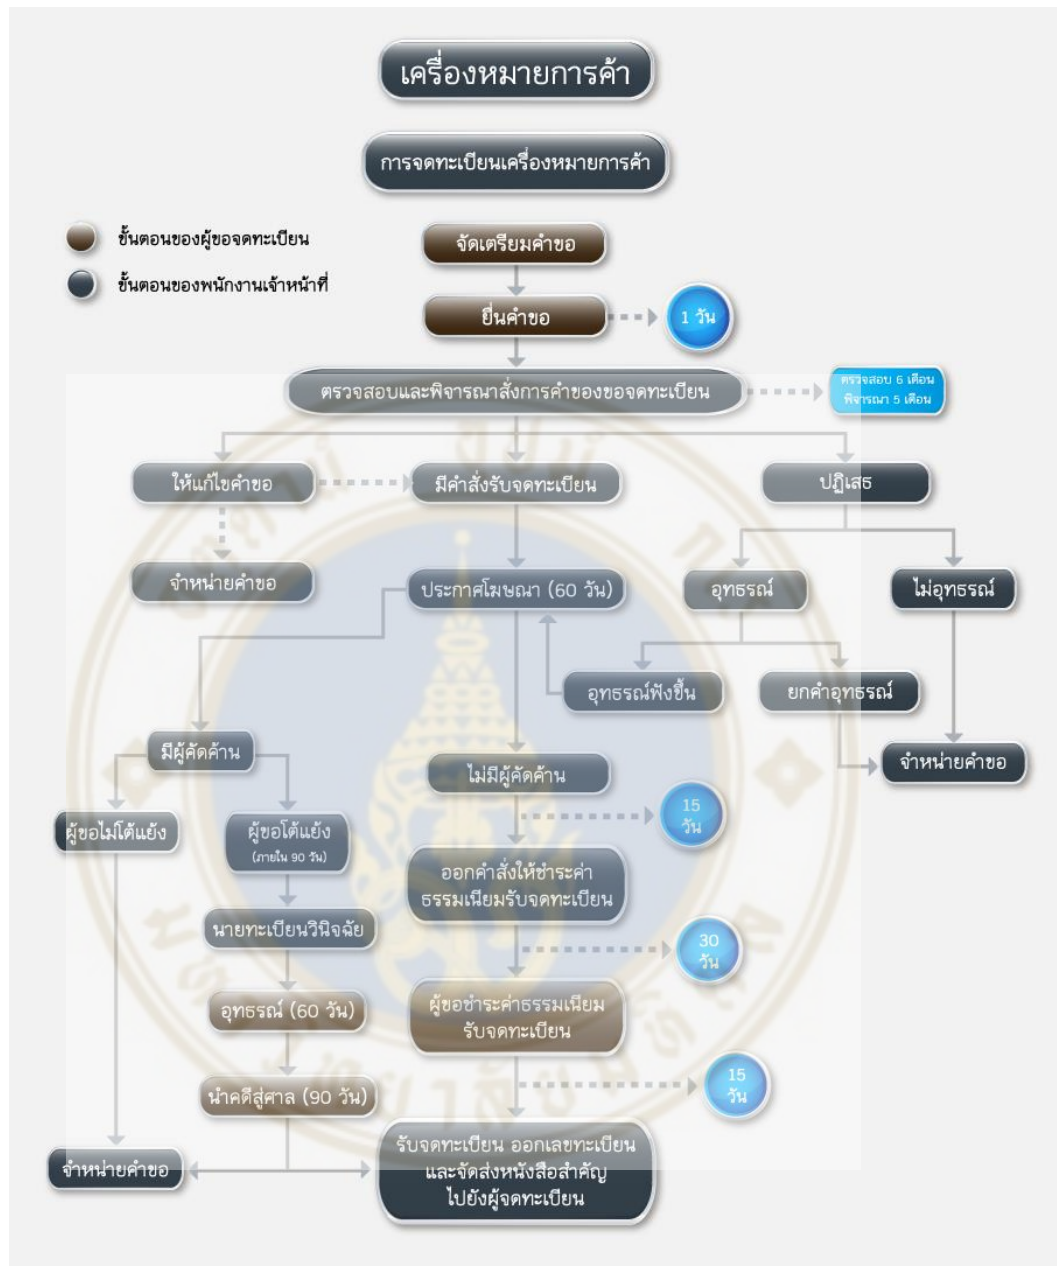 เครื่องหมายการค้า
การจดทะเบียนเครื่องหมายการค้า
ขั้นตอนของผู้ขอจดทะเบียน
ขั้นตอนของพนักงานเจ้าหน้าที่
จัดเตรียมคำขอ
ยื่นคำขอ
1 วัน
ตรวจสอบและพิจารณาสั่งการคำของขอจดทะเบียน
ตรวจสอบ 6 เดือน
พิจารณา 5 เดือน
ให้แก้ไขคำขอ
มีคำสั่งรับจดทะเบียน
ปฏิเสธ
จำหน่ายคำขอ
ประกาศโฆษณา (60 วัน)
อุทธรณ์
ไม่อุทธรณ์
อุทธรณ์ฟังขึ้น
ยกคำอุทธรณ์
มีผู้คัดค้าน
ไม่มีผู้คัดค้าน
จำหน่ายคำขอ
15
วัน
ผู้ขอไม่โต้แย้ง
ผู้ขอโต้แย้ง
(ภายใน 90 วัน)
ออกคำสั่งให้ชำระค่า
ธรรมเนียมรับจดทะเบียน
นายทะเบียนวินิจฉัย
30
วัน
อุทธรณ์ (60 วัน)
ผู้ขอชำระค่าธรรมเนียม
รับจดทะเบียน
15
วัน
นำคดีสู่ศาล (90 วัน)
จำหน่ายคำขอ
รับจดทะเบียน ออกเลขทะเบียน
และจัดส่งหนังสือสำคัญ
ไปยังผู้จดทะเบียน